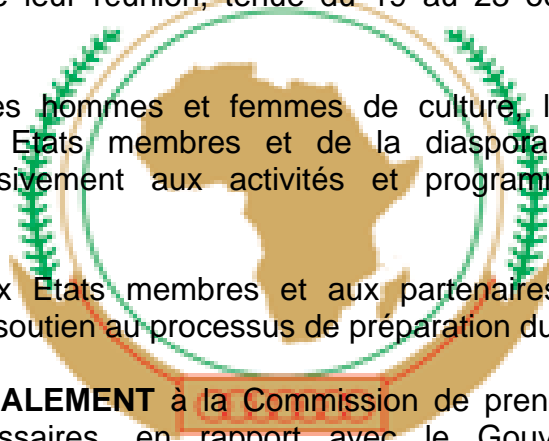 leur réunion, tenue du 19 au 23
es hommes et femmes de culture,
Etats membres et de la diaspora
sivement aux activités et program
x Etats membres et aux partenaires
soutien au processus de préparation du
ALEMENT à la Commission de pren
ssaires, en rapport avec le Gouv